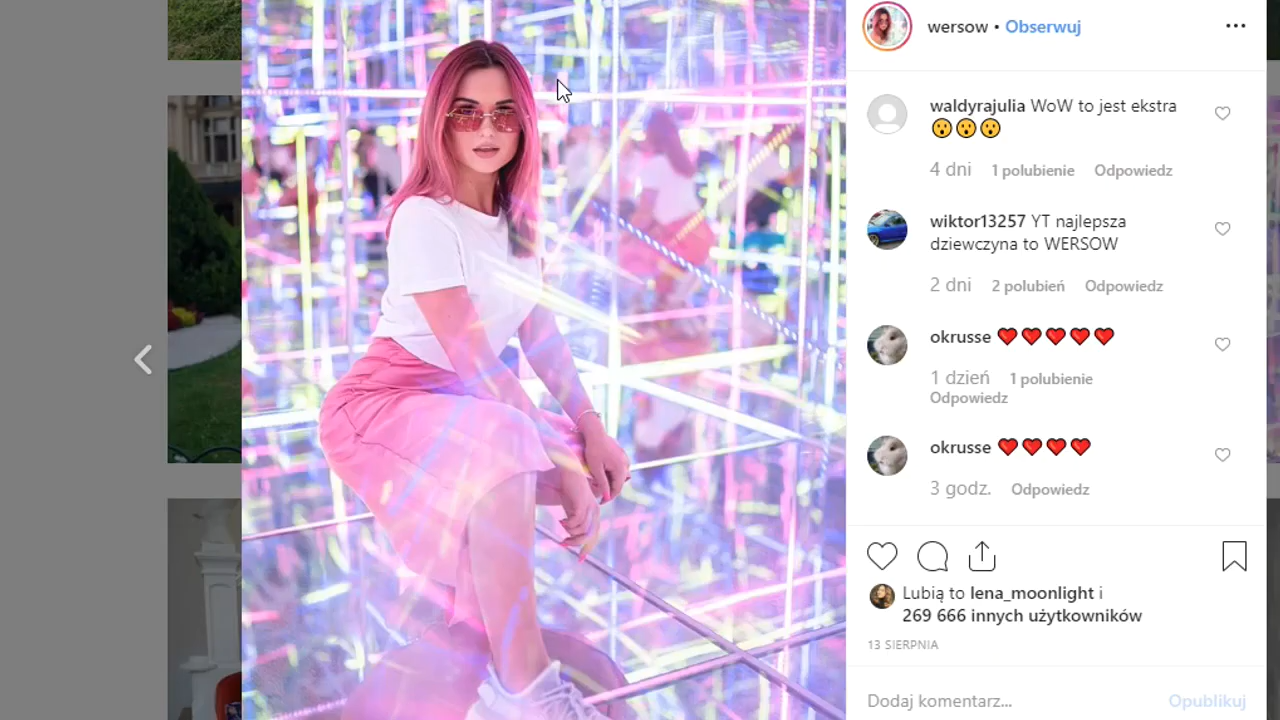 wersow • Obserwuj
waldyrajulia WoW to jest ekstra
😮😮😮
4 dni 1 polubienie Odpowiedz
wiktor13257 YT najlepsza
dziewczyna to WERSOW
2 dni 2 polubień Odpowiedz
okrusse ❤️❤️❤️❤️❤️
1 dzień 1 polubienie
Odpowiedz
okrusse ❤️❤️❤️❤️
3 godz. Odpowiedz
Lubią to lena_moonlight i
269 666 innych użytkowników
13 SIERPNIA
Dodaj komentarz... Opublikuj